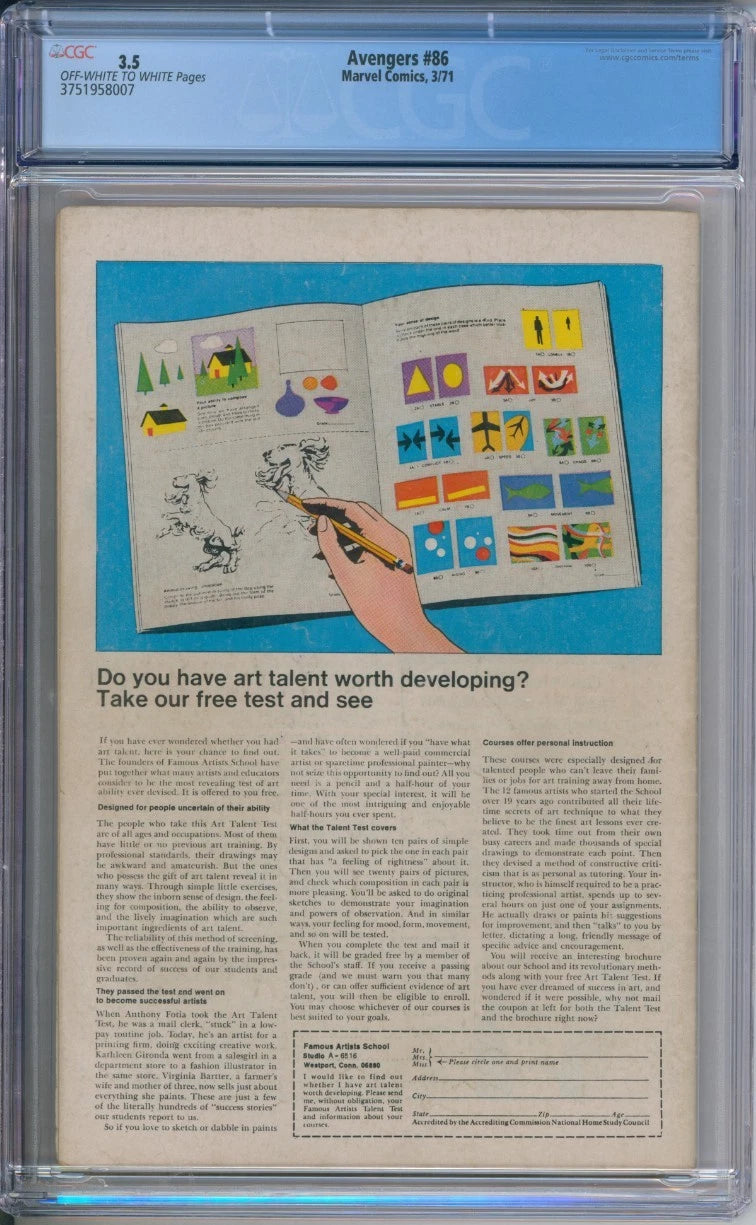 CGC
3.5
OFF-WHITE TO WHITE Pages
3751958007
Avengers #86
Marvel Comics, 3/71
www.cgccomics.com/terms
CGC
Your sense of design
Your ability to compose
a picture
Do you have art talent worth developing?
Take our free test and see
If you have ever wondered whether you had
art talent, here is your chance to find out.
The founders of Famous Artists School have
put together what many artists and educators
consider to be the most revealing test of art
ability ever devised. It is offered to you free.
Designed for people uncertain of their ability
The people who take this Art Talent Test
are of all ages and occupations. Most of them
have little or no previous art training. By
professional standards, their drawings may
be awkward and amateurish. But the ones
who possess the gift of art talent reveal it in
many ways. Through simple little exercises,
they show the inborn sense of design, the feel-
ing for composition, the ability to observe,
and the lively imagination which are such
important ingredients of art talent.
The reliability of this method of screening,
as well as the effectiveness of the training, has
been proven again and again by the impres-
sive record of success of our students and
graduates.
They passed the test and went on
to become successful artists
When Anthony Fotia took the Art Talent
Test, he was a mail clerk, "stuck" in a low-
pay routine job. Today, he's an artist for a
printing firm, doing exciting creative work.
Kathleen Gironda went from a salesgirl in a
department store to a fashion illustrator in
the same store. Virginia Bartter, a farmer's
wife and mother of three, now sells just about
everything she paints. These are just a few
of the literally hundreds of "success stories"
our students report to us.
So if you love to sketch or dabble in paints
—and have often wondered if you "have what
it takes" to become a well-paid commercial
artist or sparetime professional painter—why
not seize this opportunity to find out? All you
need is a pencil and a half-hour of your
time. With your special interest, it will be
one of the most intriguing and enjoyable
half-hours you ever spent.
What the Talent Test covers
First, you will be shown ten pairs of simple
designs and asked to pick the one in each pair
that has "a feeling of rightness" about it.
Then you will see twenty pairs of pictures,
and check which composition in each pair is
more pleasing. You'll be asked to do original
sketches to demonstrate your imagination
and powers of observation. And in similar
ways, your feeling for mood, form, movement,
and so on will be tested.
When you complete the test and mail it
back, it will be graded free by a member of
the School's staff. If you receive a passing
grade (and we must warn you that many
don't), or can offer sufficient evidence of art
talent, you will then be eligible to enroll.
You may choose whichever of our courses is
best suited to your goals.
Courses offer personal instruction
These courses were especially designed for
talented people who can't leave their fami-
lies or jobs for art training away from home.
The 12 famous artists who started the School
over 19 years ago contributed all their life-
time secrets of art technique to what they
believe to be the finest art lessons ever cre-
ated. They took time out from their own
busy careers and made thousands of special
drawings to demonstrate each point. Then
they devised a method of constructive criti-
cism that is as personal as tutoring. Your in-
structor, who is himself required to be a prac-
ticing professional artist, spends up to sev-
eral hours on just one of your assignments.
He actually draws or paints his suggestions
for improvement; and then "talks" to you by
letter, dictating a long, friendly message of
specific advice and encouragement.
You will receive an interesting brochure
about our School and its revolutionary meth-
ods along with your free Art Talent Test. If
you have ever dreamed of success in art, and
wondered if it were possible, why not mail
the coupon at left for both the Talent Test
and the brochure right now?
Famous Artists School
Studio A-6516
Westport, Conn. 06880
I would like to find out
whether I have art talent
worth developing. Please send
me, without obligation, your
Famous Artists Talent Test
and information about your
courses.
Mr.
Mrs.
Miss
Please circle one and print name
Address
City
State Zip Age
Accredited by the Accrediting Commission National Home Study Council